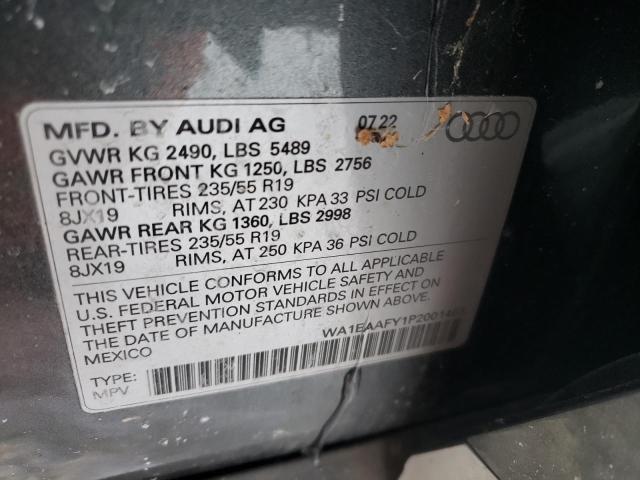 MFD. BY AUDI AG 07.22
GVWR KG 2490, LBS 5489
GAWR FRONT KG 1250, LBS 2756
FRONT-TIRES 235/55 R19
8JX19 RIMS, AT 230 KPA 33 PSI COLD
GAWR REAR KG 1360, LBS 2998
REAR-TIRES 235/55 R19
8JX19 RIMS, AT 250 KPA 36 PSI COLD
THIS VEHICLE CONFORMS TO ALL APPLICABLE
U.S. FEDERAL MOTOR VEHICLE SAFETY AND
THEFT PREVENTION STANDARDS IN EFFECT ON
THE DATE OF MANUFACTURE SHOWN ABOVE.
MEXICO
TYPE:
MPV